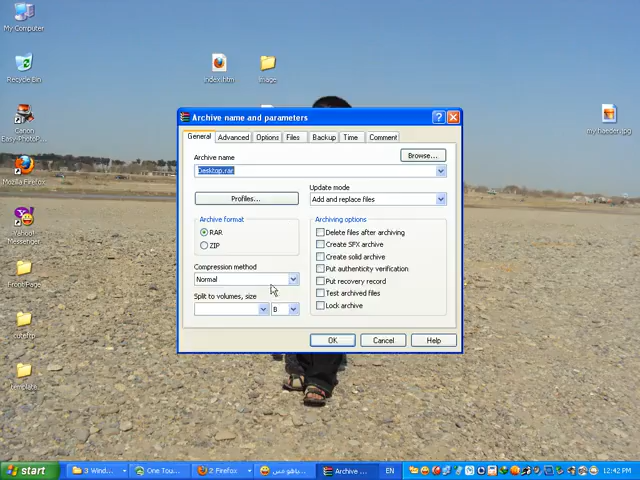 My Computer
index.htm
image
Recycle Bin
my haeder.jpg
Canon
Easy-PhotoP...
Mozilla Firefox
Yahoo!
Messenger
FrontPage
template
Archive name and parameters
General
Advanced
Options
Files
Backup
Time
Comment
Archive name
Browse...
Desktop.rar
Profiles...
Update mode
Add and replace files
Archive format
RAR
ZIP
Archiving options
Delete files after archiving
Create SFX archive
Create solid archive
Put authenticity verification
Put recovery record
Test archived files
Lock archive
Compression method
Normal
Split to volumes, size
B
OK
Cancel
Help
start
3 Wind...
One Tou...
2 Firefox
Archive ...
EN
12:42 PM